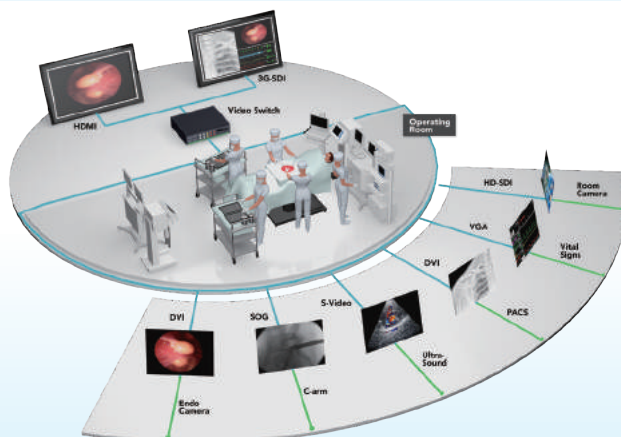 3G-SDI
HDMI
Video Switch
Operating
Room
HD-SDI
Room
Camera
VGA
Vital
Signs
DVI
PACS
S-Video
Ultra-
Sound
SOG
C-arm
DVI
Endo
Camera